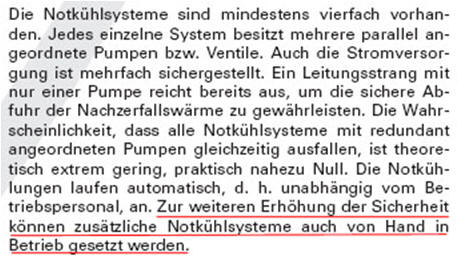 Die Notkühlsysteme sind mindestens vierfach vorhan-
den. Jedes einzelne System besitzt mehrere parallel an-
geordnete Pumpen bzw. Ventile. Auch die Stromversor-
gung ist mehrfach sichergestellt. Ein Leitungsstrang mit
nur einer Pumpe reicht bereits aus, um die sichere Ab-
fuhr der Nachzerfallswärme zu gewährleisten. Die Wahr-
scheinlichkeit, dass alle Notkühlsysteme mit redundant
angeordneten Pumpen gleichzeitig ausfallen, ist theore-
tisch extrem gering, praktisch nahezu Null. Die Notküh-
lungen laufen automatisch, d. h. unabhängig vom Be-
triebspersonal, an. Zur weiteren Erhöhung der Sicherheit
können zusätzliche Notkühlsysteme auch von Hand in
Betrieb gesetzt werden.